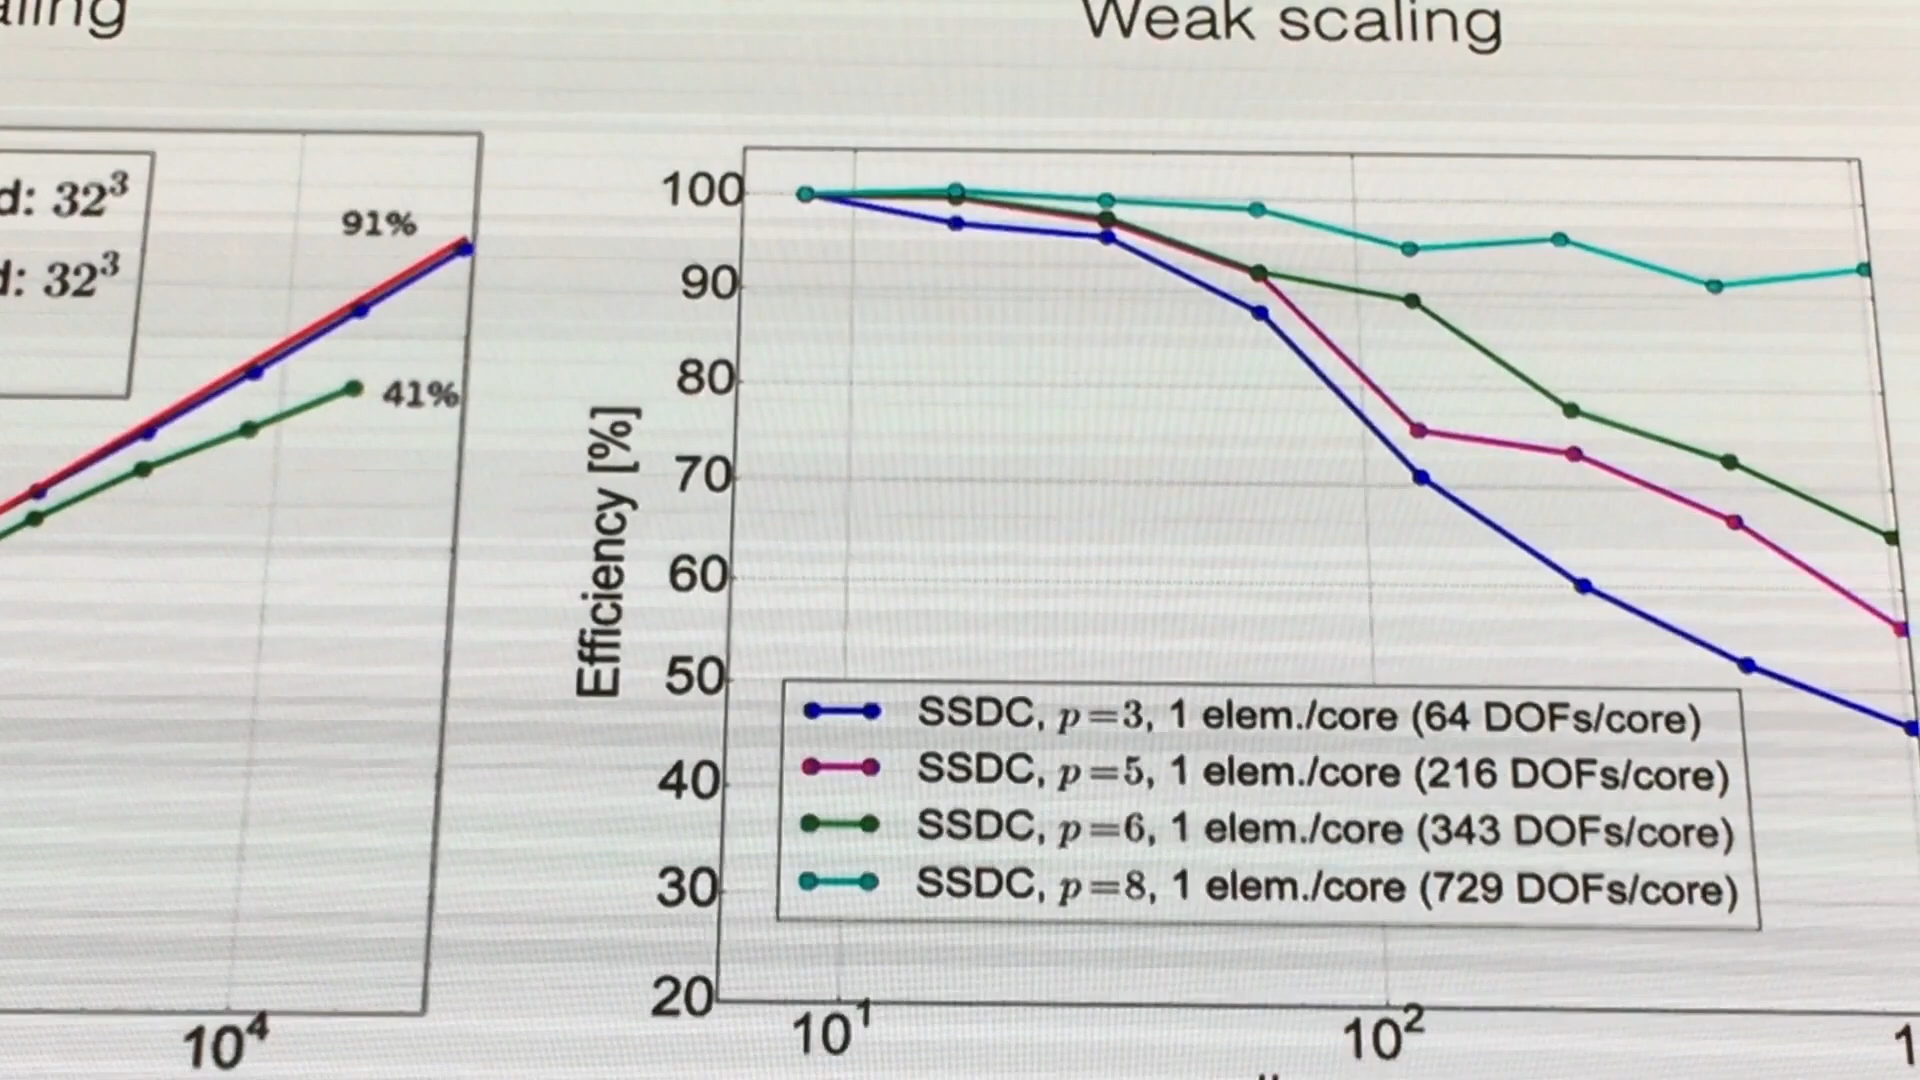 aling
Weak scaling
d: 32³
d: 32³
91%
41%
10⁴
Efficiency [%]
100
90
80
70
60
50
40
30
20
SSDC, p=3, 1 elem./core (64 DOFs/core)
SSDC, p=5, 1 elem./core (216 DOFs/core)
SSDC, p=6, 1 elem./core (343 DOFs/core)
SSDC, p=8, 1 elem./core (729 DOFs/core)
10¹
10²
1